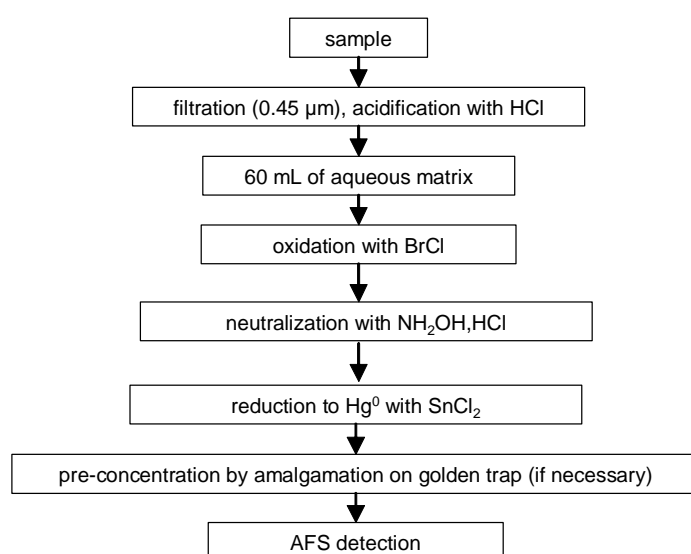 sample
filtration (0.45 µm), acidification with HCl
60 mL of aqueous matrix
oxidation with BrCl
neutralization with NH₂OH,HCl
reduction to Hg⁰ with SnCl₂
pre-concentration by amalgamation on golden trap (if necessary)
AFS detection